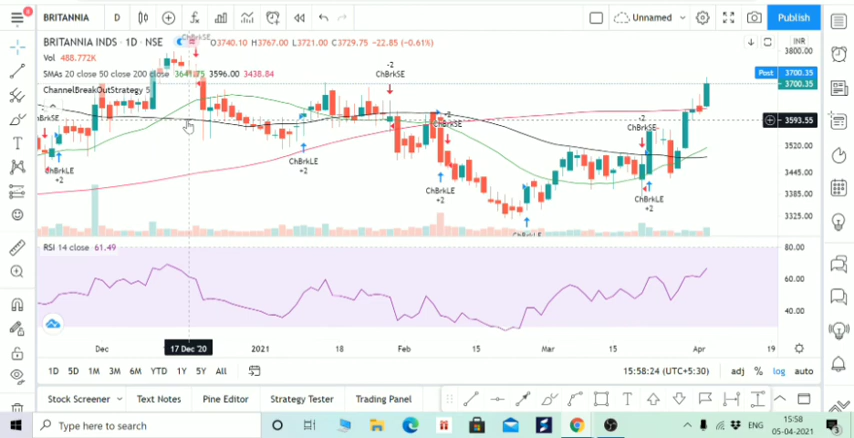 BRITANNIA D Unnamed Publish
BRITANNIA INDS · 1D · NSE O3740.10 H3767.00 L3721.00 C3729.75 −22.85 (−0.61%) INR
Vol 488.772K
SMAs 20 close 50 close 200 close 3641.75 3596.00 3438.84
ChannelBreakOutStrategy 5
ChBrkSE
-2
ChBrkSE
-2
ChBrkSE
ChBrkLE
+2
ChBrkLE
+2
ChBrkLE
+2
ChBrkLE
+2
3800.00
Post 3700.35
3700.35
3593.55
3520.00
3445.00
3385.00
3325.00
RSI 14 close 61.49
80.00
60.00
40.00
Dec 17 Dec '20 2021 18 Feb 15 Mar 15 Apr 19
1D 5D 1M 3M 6M YTD 1Y 5Y All 15:58:24 (UTC+5:30) adj % log auto
Stock Screener Text Notes Pine Editor Strategy Tester Trading Panel
Type here to search
ENG 15:58
05-04-2021